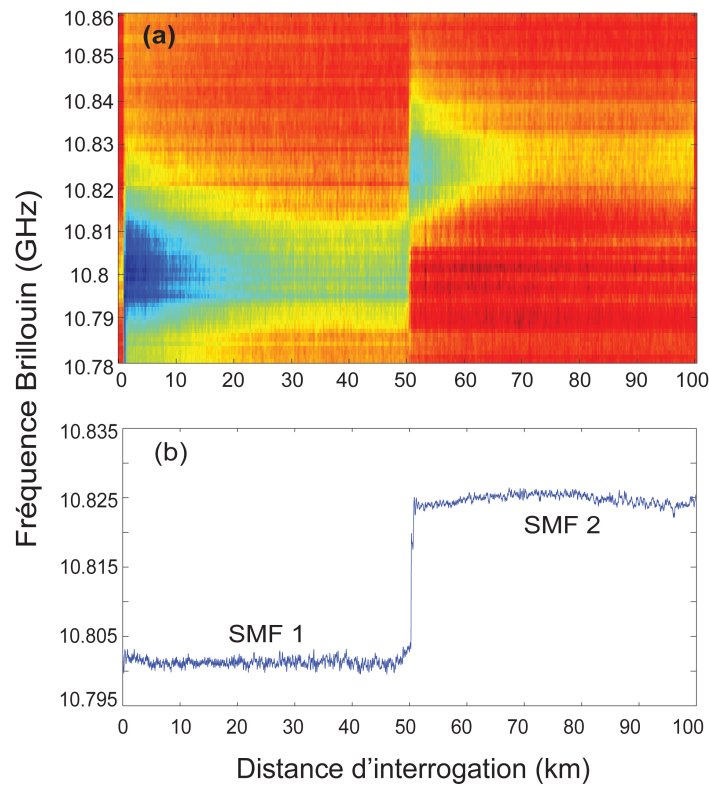 (a)
10.86
10.85
10.84
10.83
10.82
10.81
10.8
10.79
10.78
0 10 20 30 40 50 60 70 80 90 100
Fréquence Brillouin (GHz)
(b)
10.835
10.825
10.815
10.805
10.795
SMF 1
SMF 2
0 10 20 30 40 50 60 70 80 90 100
Distance d'interrogation (km)